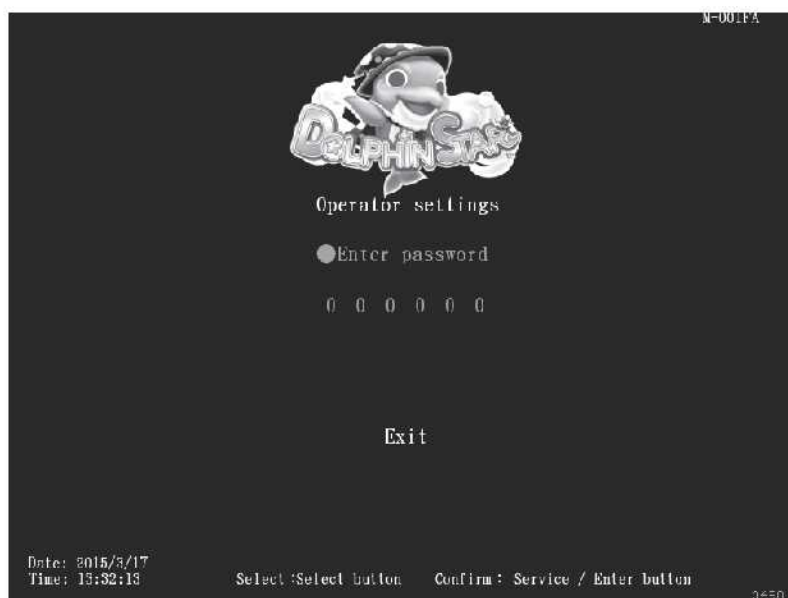 M-001FA
DOLPHIN STAR
Operator settings
Enter password
0 0 0 0 0 0
Exit
Date: 2015/3/17
Time: 13:32:13
Select :Select button Confirm : Service / Enter button